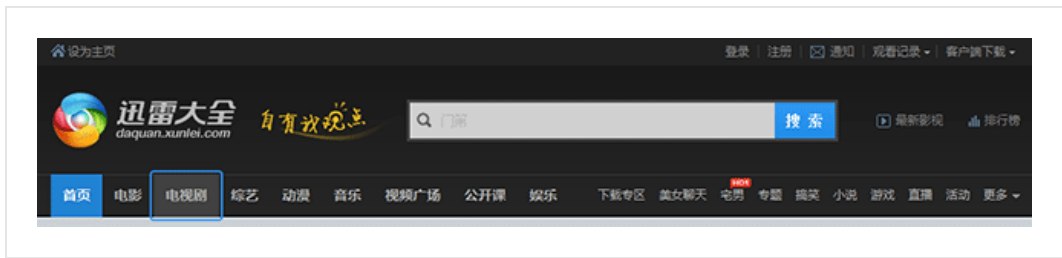 设为主页 登录 注册 通知 观看记录 客户端下载
迅雷大全 自有我观点 门第 搜索 最新影视 排行榜
daquan.xunlei.com
HOT
首页 电影 电视剧 综艺 动漫 音乐 视频广场 公开课 娱乐 下载专区 美女聊天 宅男 专题 搞笑 小说 游戏 直播 活动 更多